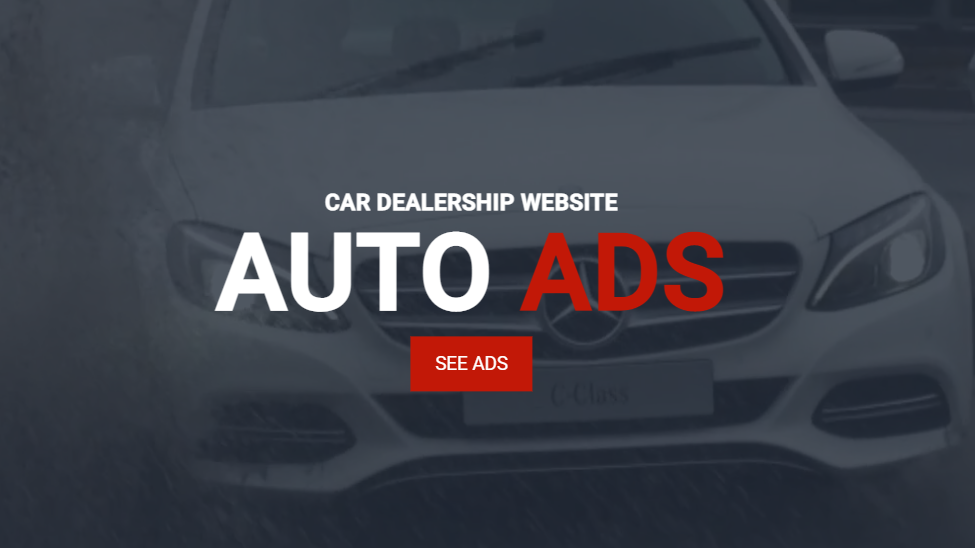 CAR DEALERSHIP WEBSITE
AUTO ADS
SEE ADS
C-Class